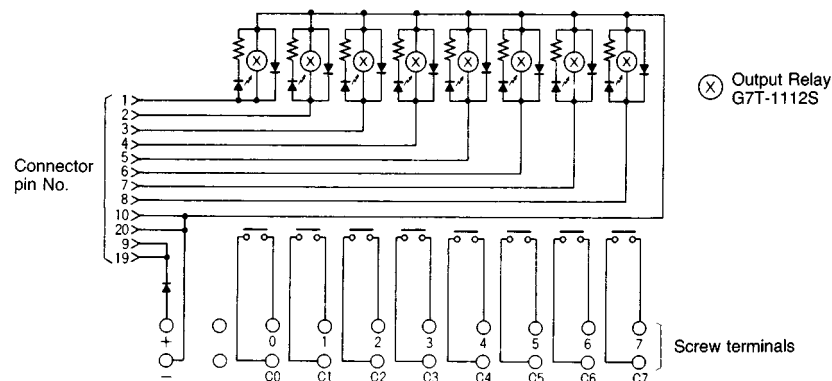 X X X X X X X X
X Output Relay
G7T-1112S
Connector
pin No.
1
2
3
4
5
6
7
8
10
20
9
19
+ 0 1 2 3 4 5 6 7
Screw terminals
− C0 C1 C2 C3 C4 C5 C6 C7